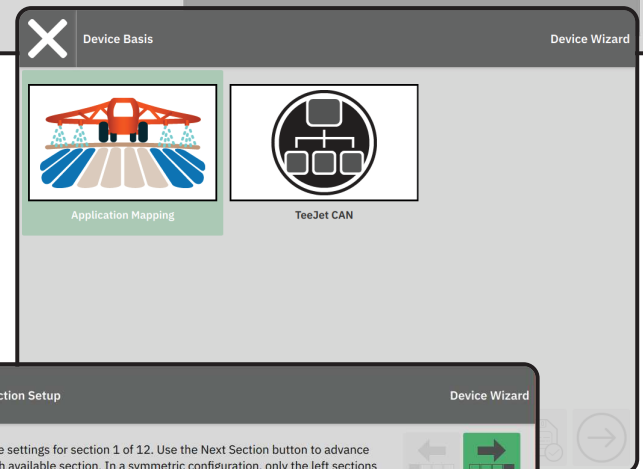 Device Basis
Device Wizard
Application Mapping
TeeJet CAN
Section Setup
Device Wizard
settings for section 1 of 12. Use the Next Section button to advance
available section. In a symmetric configuration, only the left sections